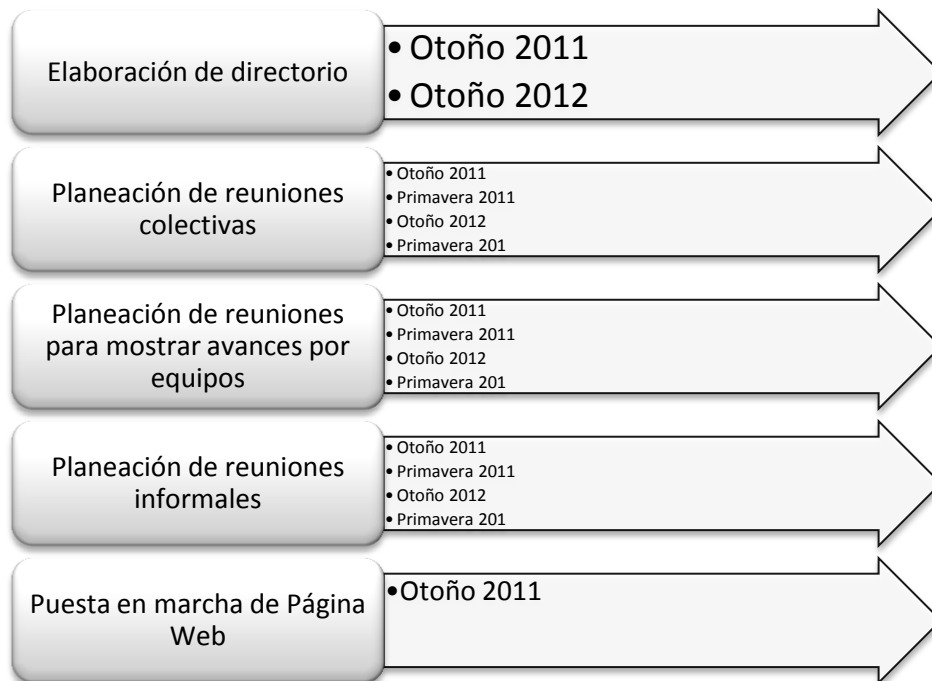 Elaboración de directorio
• Otoño 2011
• Otoño 2012
Planeación de reuniones
colectivas
• Otoño 2011
• Primavera 2011
• Otoño 2012
• Primavera 201
Planeación de reuniones
para mostrar avances por
equipos
• Otoño 2011
• Primavera 2011
• Otoño 2012
• Primavera 201
Planeación de reuniones
informales
• Otoño 2011
• Primavera 2011
• Otoño 2012
• Primavera 201
Puesta en marcha de Página
Web
•Otoño 2011